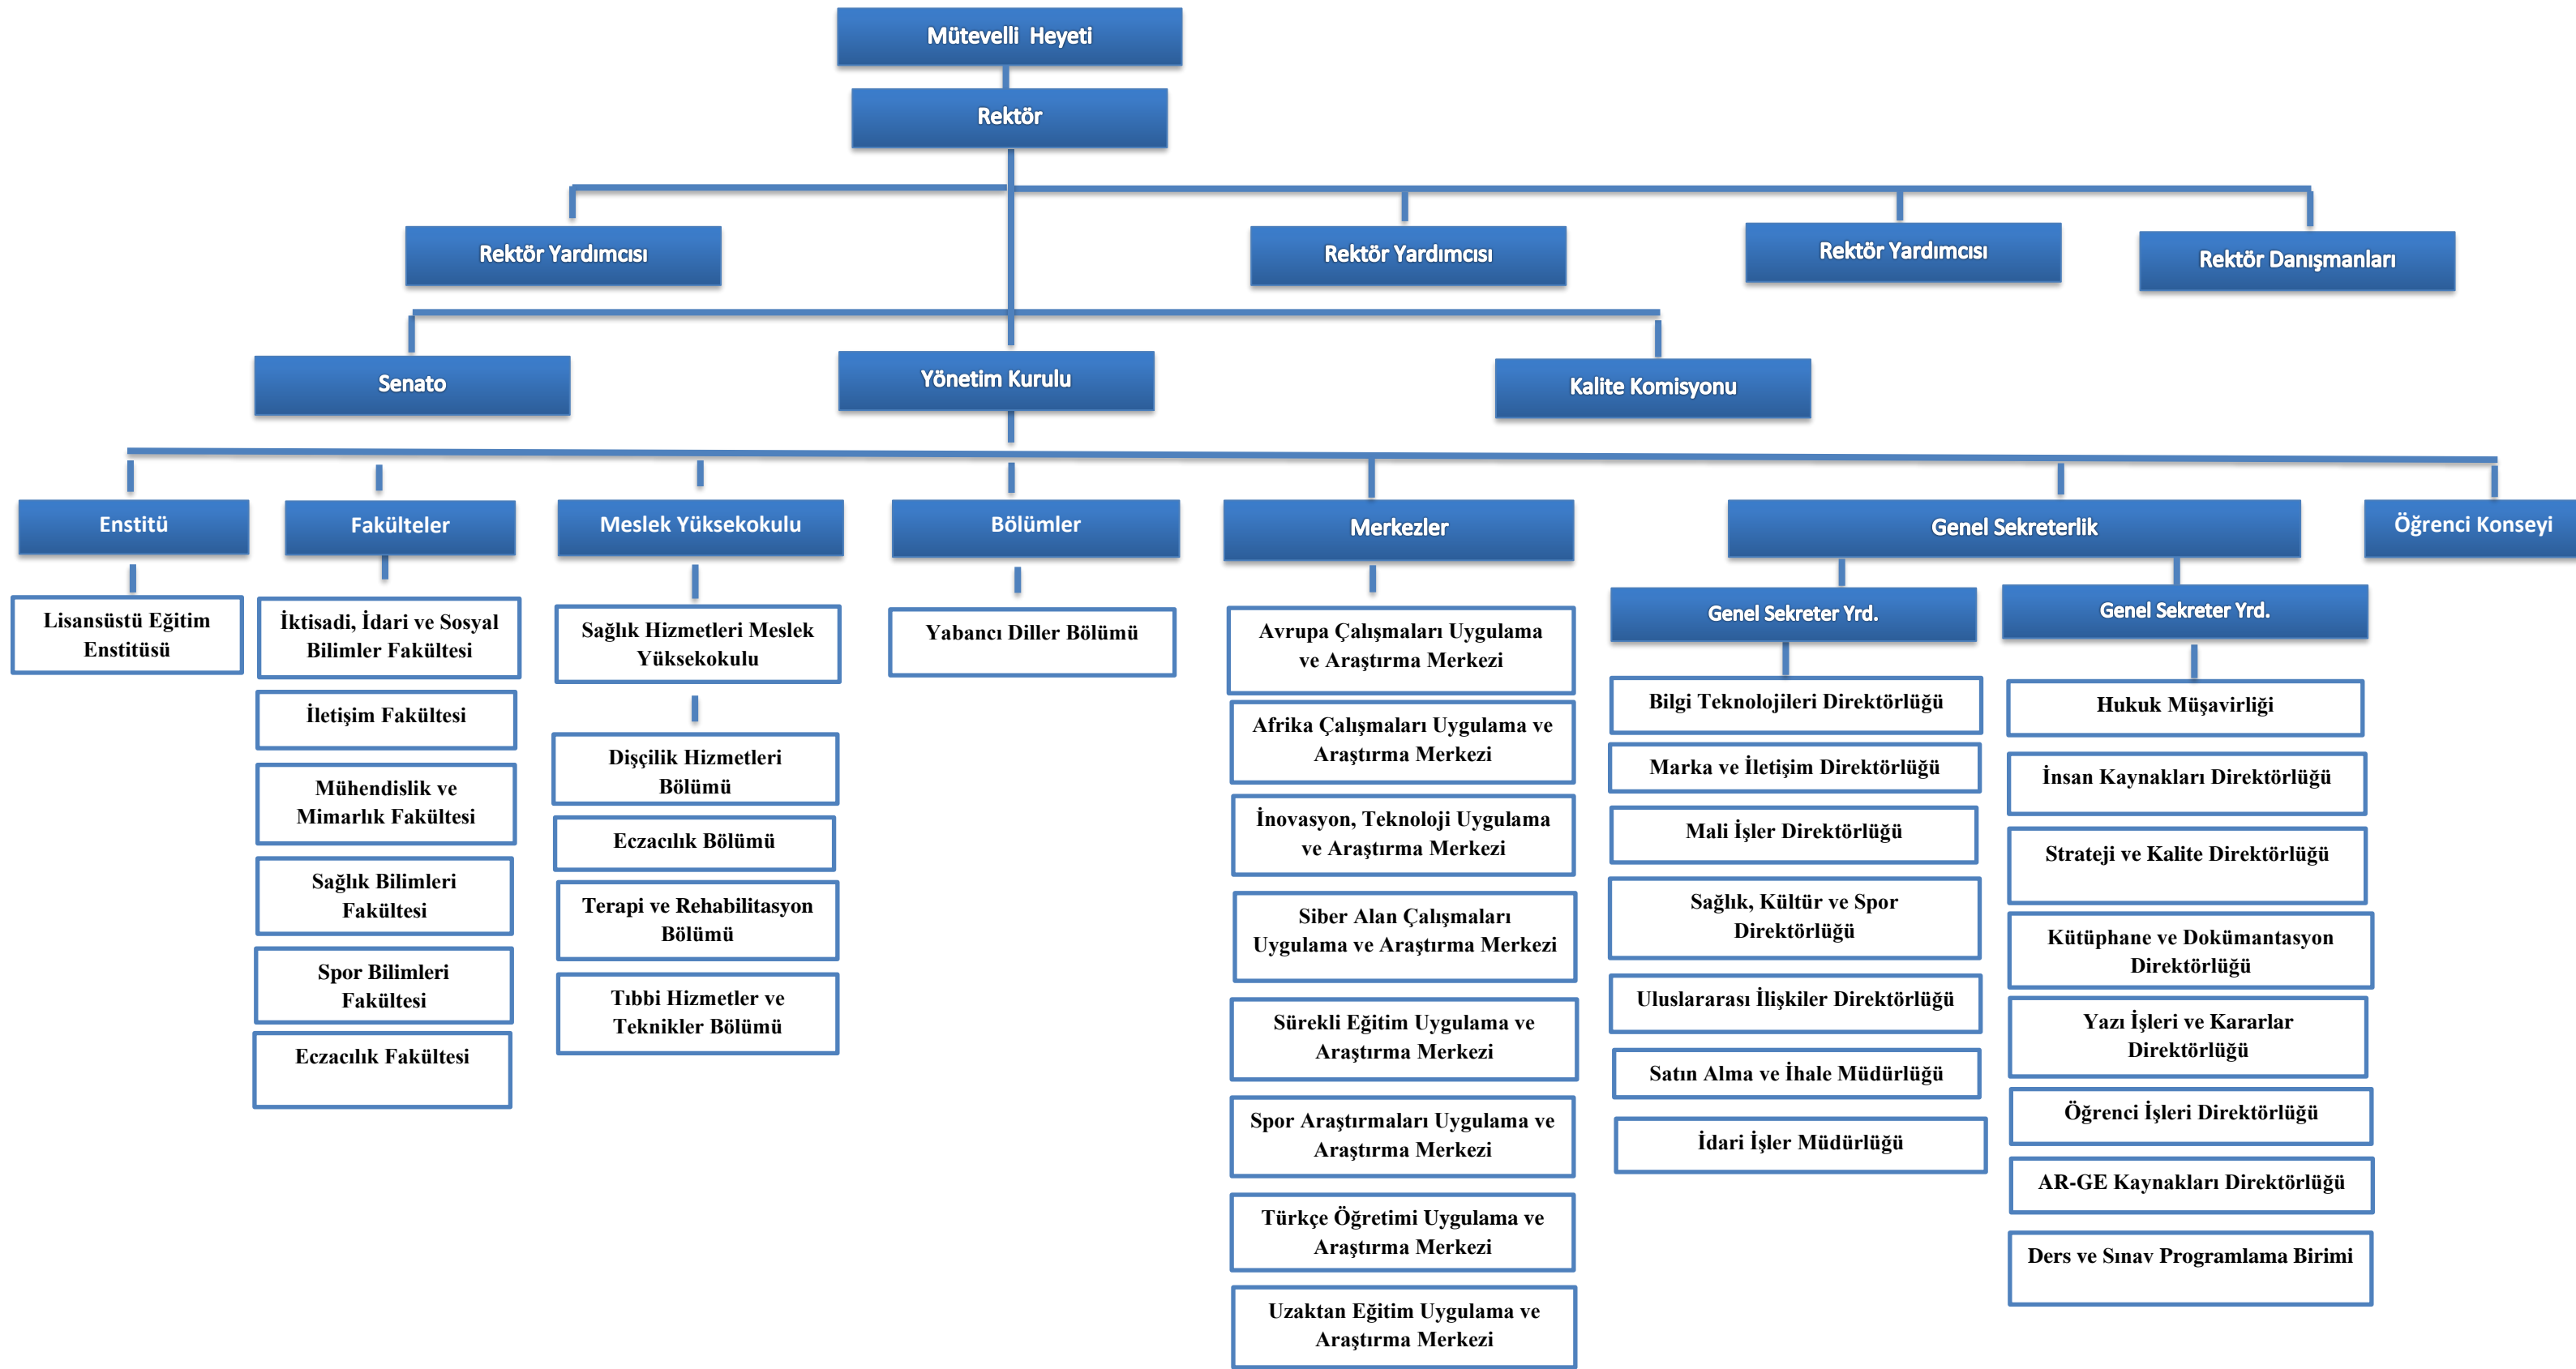 Mütevelli Heyeti
Rektör
Rektör Yardımcısı
Rektör Yardımcısı
Rektör Yardımcısı
Rektör Danışmanları
Senato
Yönetim Kurulu
Kalite Komisyonu
Enstitü
Fakülteler
Meslek Yüksekokulu
Bölümler
Merkezler
Genel Sekreterlik
Öğrenci Konseyi
Lisansüstü Eğitim
Enstitüsü
İktisadi, İdari ve Sosyal
Bilimler Fakültesi
İletişim Fakültesi
Mühendislik ve
Mimarlık Fakültesi
Sağlık Bilimleri
Fakültesi
Spor Bilimleri
Fakültesi
Eczacılık Fakültesi
Sağlık Hizmetleri Meslek
Yüksekokulu
Dişçilik Hizmetleri
Bölümü
Eczacılık Bölümü
Terapi ve Rehabilitasyon
Bölümü
Tıbbi Hizmetler ve
Teknikler Bölümü
Yabancı Diller Bölümü
Avrupa Çalışmaları Uygulama
ve Araştırma Merkezi
Afrika Çalışmaları Uygulama ve
Araştırma Merkezi
İnovasyon, Teknoloji Uygulama
ve Araştırma Merkezi
Siber Alan Çalışmaları
Uygulama ve Araştırma Merkezi
Sürekli Eğitim Uygulama ve
Araştırma Merkezi
Spor Araştırmaları Uygulama ve
Araştırma Merkezi
Türkçe Öğretimi Uygulama ve
Araştırma Merkezi
Uzaktan Eğitim Uygulama ve
Araştırma Merkezi
Genel Sekreter Yrd.
Bilgi Teknolojileri Direktörlüğü
Marka ve İletişim Direktörlüğü
Mali İşler Direktörlüğü
Sağlık, Kültür ve Spor
Direktörlüğü
Uluslararası İlişkiler Direktörlüğü
Satın Alma ve İhale Müdürlüğü
İdari İşler Müdürlüğü
Genel Sekreter Yrd.
Hukuk Müşavirliği
İnsan Kaynakları Direktörlüğü
Strateji ve Kalite Direktörlüğü
Kütüphane ve Dokümantasyon
Direktörlüğü
Yazı İşleri ve Kararlar
Direktörlüğü
Öğrenci İşleri Direktörlüğü
AR-GE Kaynakları Direktörlüğü
Ders ve Sınav Programlama Birimi